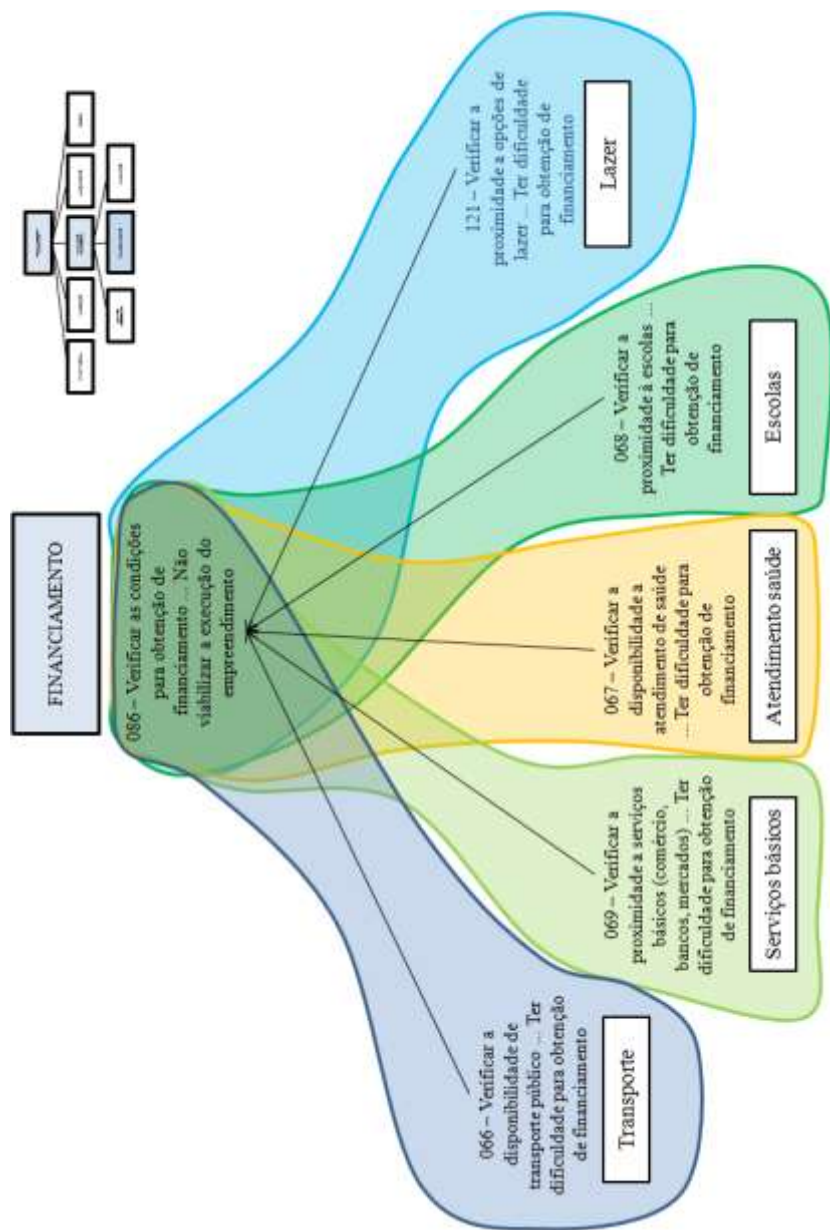 FINANCIAMENTO
086 – Verificar as condições
para obtenção de
financiamento ... Não
viabilizar a execução do
empreendimento
066 – Verificar a
disponibilidade de
transporte público ... Ter
dificuldade para obtenção
de financiamento
Transporte
069 – Verificar a
proximidade a serviços
básicos (comércio,
bancos, mercados) ... Ter
dificuldade para obtenção
de financiamento
Serviços básicos
067 – Verificar a
disponibilidade a
atendimento de saúde
... Ter dificuldade para
obtenção de
financiamento
Atendimento saúde
068 – Verificar a
proximidade à escolas ...
Ter dificuldade para
obtenção de
financiamento
Escolas
121 – Verificar a
proximidade a opções de
lazer ... Ter dificuldade
para obtenção de
financiamento
Lazer